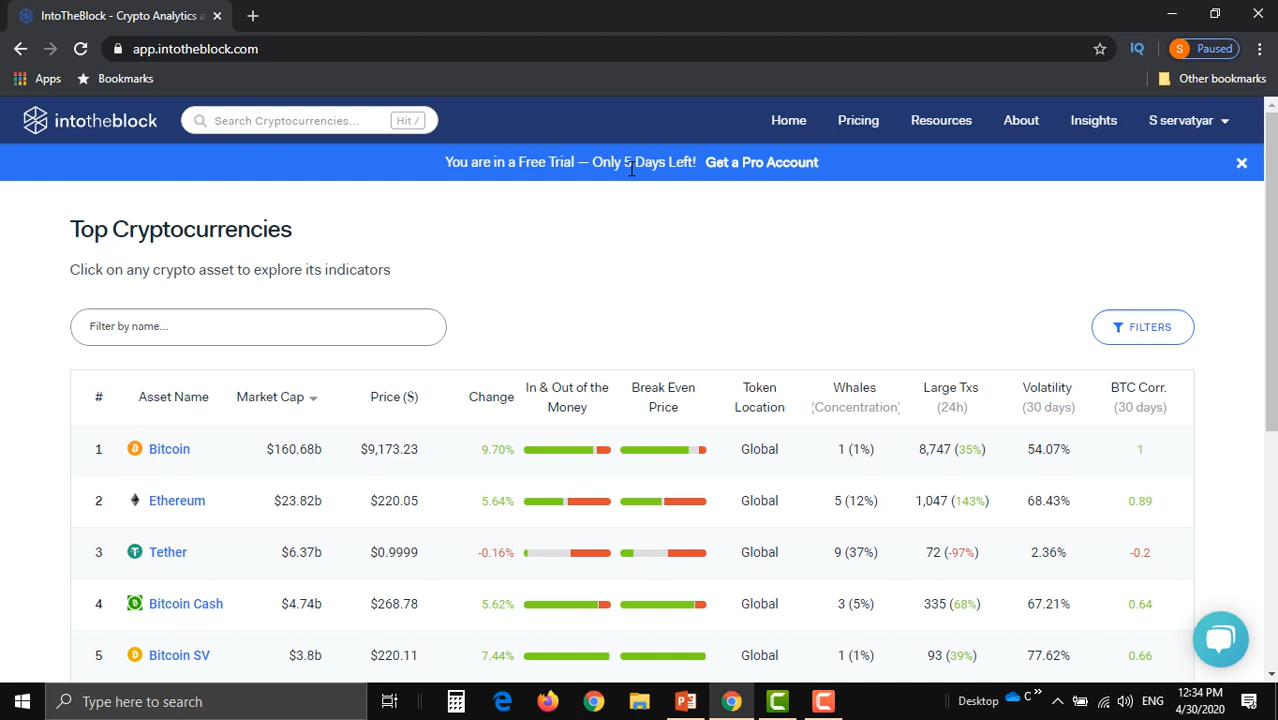 IntoTheBlock - Crypto Analytics a
app.intotheblock.com
Paused
S
IQ
Apps
Bookmarks
Other bookmarks
intotheblock
Search Cryptocurrencies...
Hit /
Home
Pricing
Resources
About
Insights
S servatyar
You are in a Free Trial — Only 5 Days Left! Get a Pro Account
Top Cryptocurrencies
Click on any crypto asset to explore its indicators
Filter by name...
FILTERS
# Asset Name Market Cap Price ($) Change In & Out of the Money Break Even Price Token Location Whales (Concentration) Large Txs (24h) Volatility (30 days) BTC Corr. (30 days)
1 Bitcoin $160.68b $9,173.23 9.70% Global 1 (1%) 8,747 (35%) 54.07% 1
2 Ethereum $23.82b $220.05 5.64% Global 5 (12%) 1,047 (143%) 68.43% 0.89
3 Tether $6.37b $0.9999 -0.16% Global 9 (37%) 72 (-97%) 2.36% -0.2
4 Bitcoin Cash $4.74b $268.78 5.62% Global 3 (5%) 335 (68%) 67.21% 0.64
5 Bitcoin SV $3.8b $220.11 7.44% Global 1 (1%) 93 (39%) 77.62% 0.66
Type here to search
Desktop
C
ENG
12:34 PM
4/30/2020